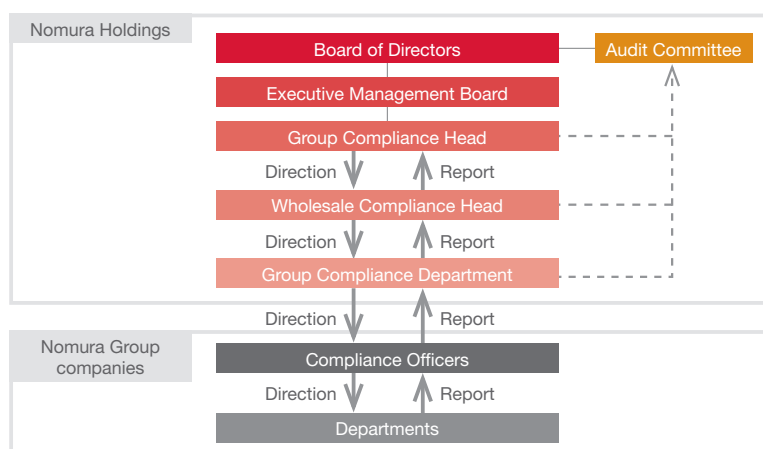 Nomura Holdings
Board of Directors
Audit Committee
Executive Management Board
Group Compliance Head
Direction
Report
Wholesale Compliance Head
Direction
Report
Group Compliance Department
Direction
Report
Nomura Group
companies
Compliance Officers
Direction
Report
Departments